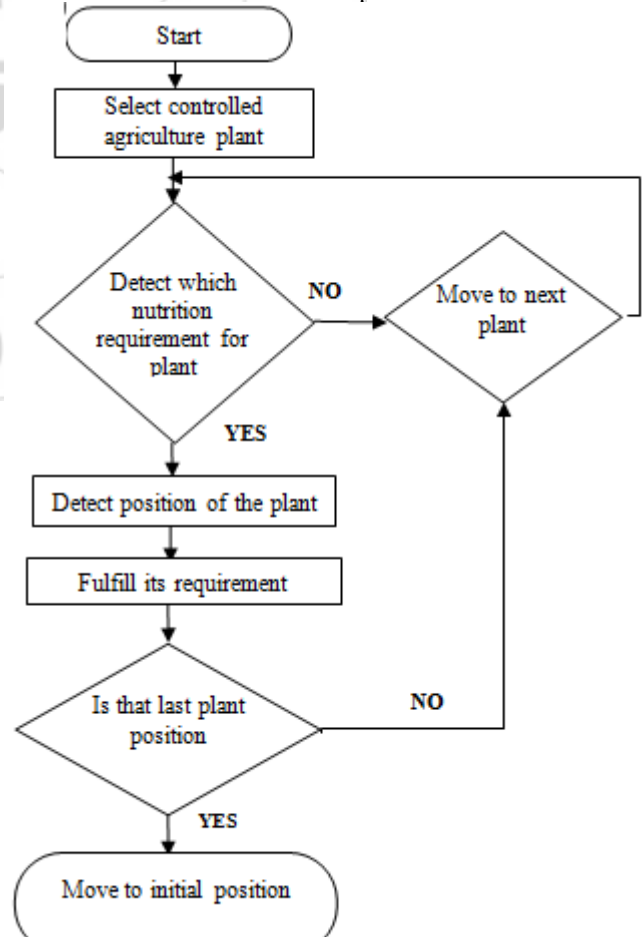 Start
Select controlled
agriculture plant
Detect which
nutrition
requirement for
plant
NO
Move to next
plant
YES
Detect position of the plant
Fulfill its requirement
Is that last plant
position
NO
YES
Move to initial position